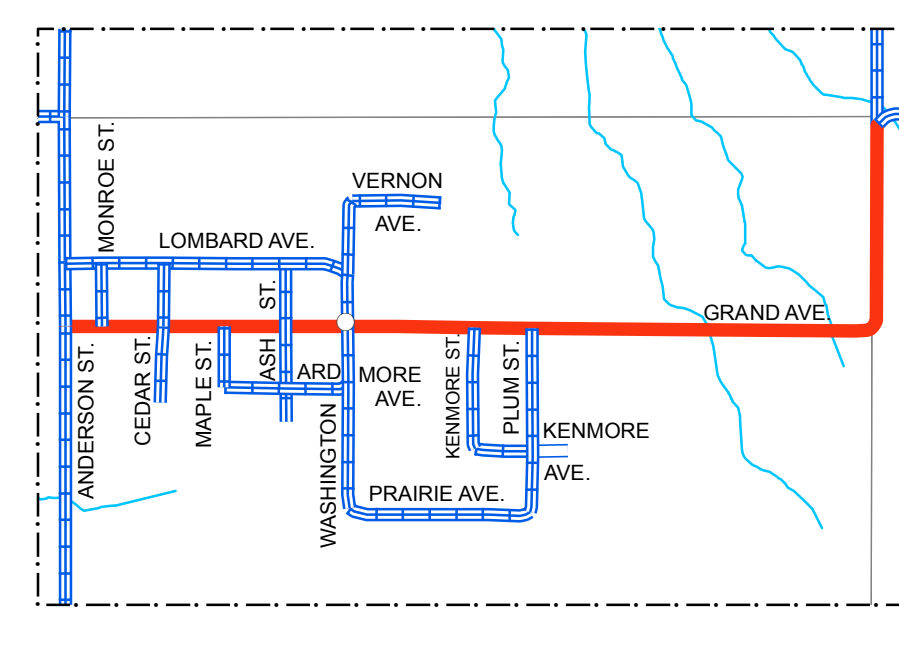 MONROE ST.
VERNON
AVE.
LOMBARD AVE.
ASH ST.
GRAND AVE.
ANDERSON ST.
CEDAR ST.
MAPLE ST.
ARD MORE
AVE.
KENMORE ST.
PLUM ST.
WASHINGTON
KENMORE
AVE.
PRAIRIE AVE.